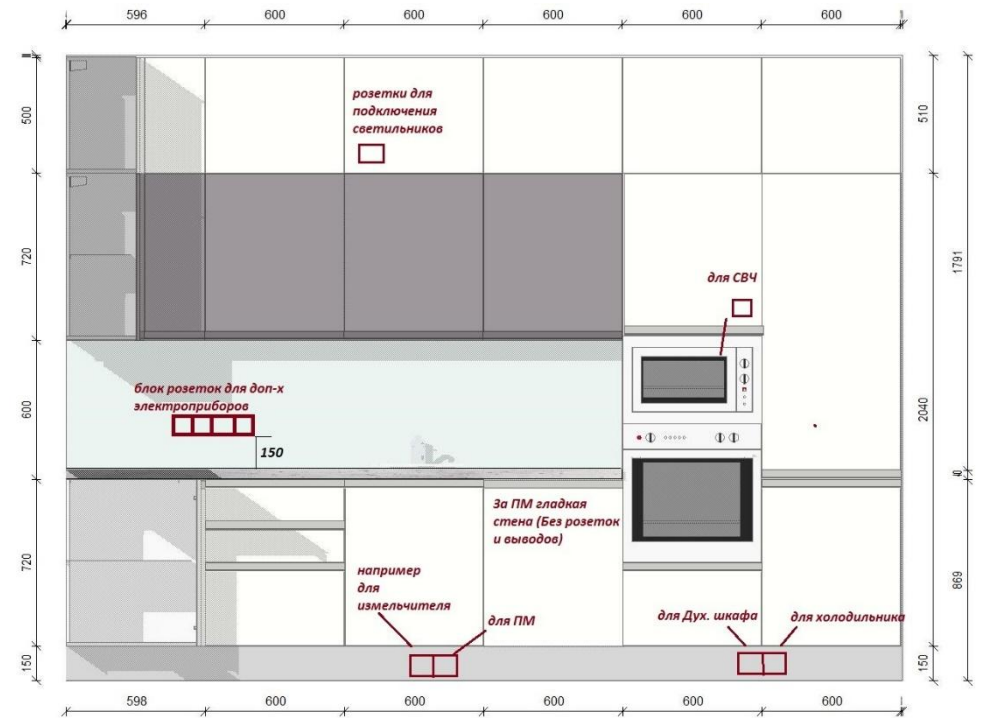 596 600 600 600 600 600
500
720
600
720
150
510
2040
150
1791
40
869
розетки для
подключения
светильников
для СВЧ
блок розеток для доп-х
электроприборов
150
За ПМ гладкая
стена (Без розеток
и выводов)
например
для
измельчителя
для ПМ
для Дух. шкафа
для холодильника
598 600 600 600 600 600